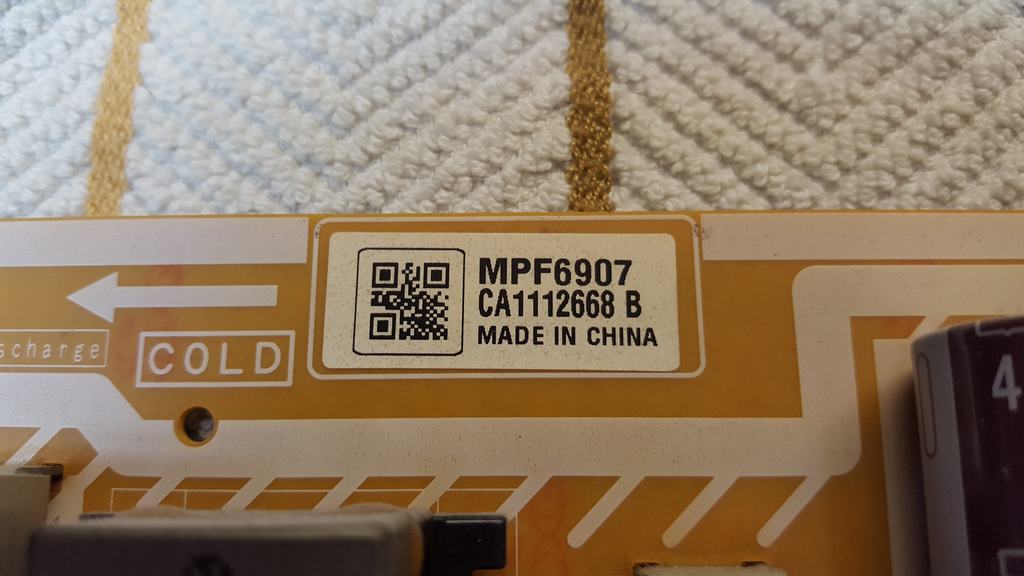 MPF6907
CA1112668 B
MADE IN CHINA
scharge
COLD
4